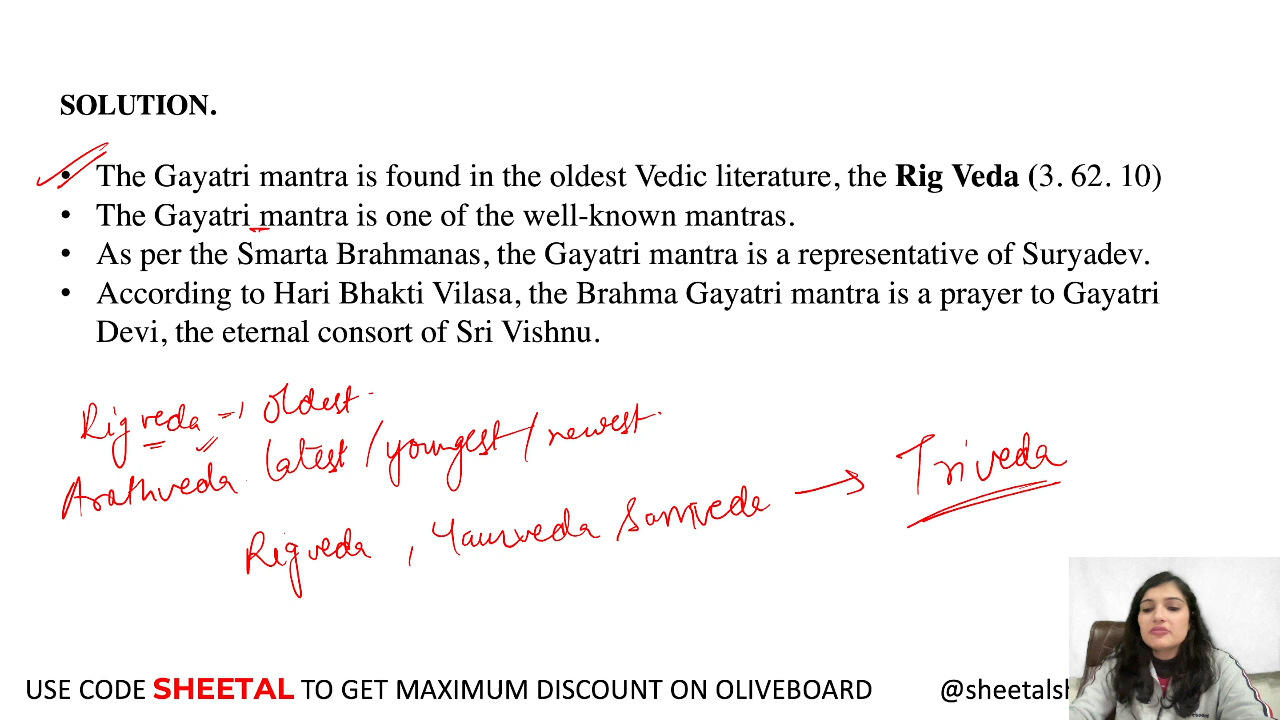 SOLUTION.
• The Gayatri mantra is found in the oldest Vedic literature, the Rig Veda (3. 62. 10)
• The Gayatri mantra is one of the well-known mantras.
• As per the Smarta Brahmanas, the Gayatri mantra is a representative of Suryadev.
• According to Hari Bhakti Vilasa, the Brahma Gayatri mantra is a prayer to Gayatri
Devi, the eternal consort of Sri Vishnu.
Rigveda => Oldest.
Arathveda latest/youngest/newest.
Rigveda, Yaurveda Samveda → Triveda
USE CODE SHEETAL TO GET MAXIMUM DISCOUNT ON OLIVEBOARD @sheetalsh